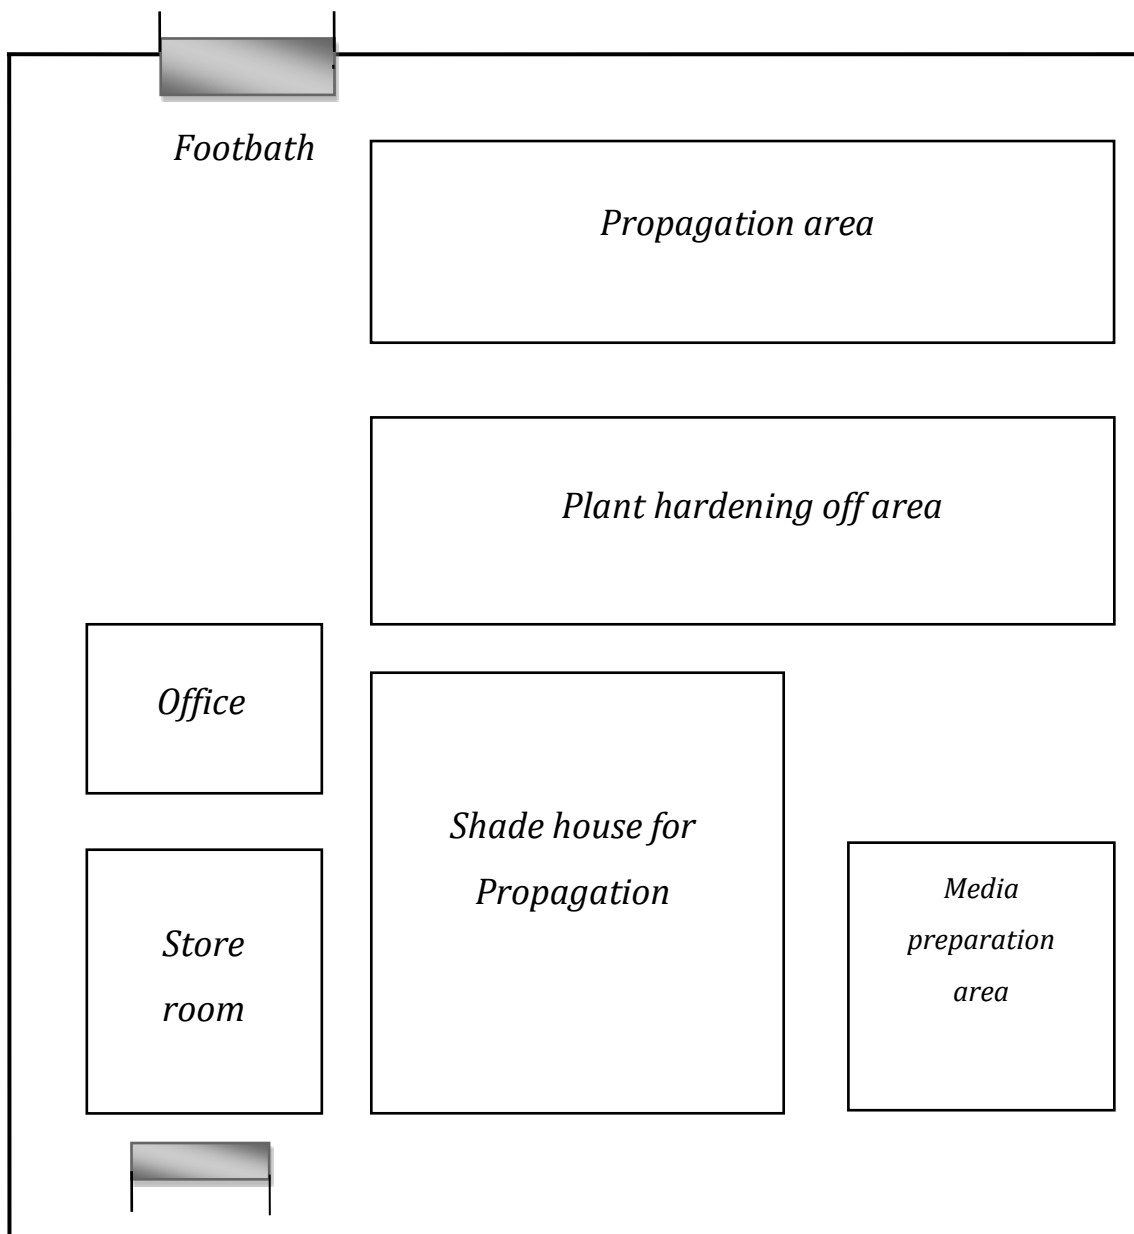 Footbath
Propagation area
Plant hardening off area
Office
Shade house for
Propagation
Store
room
Media
preparation
area